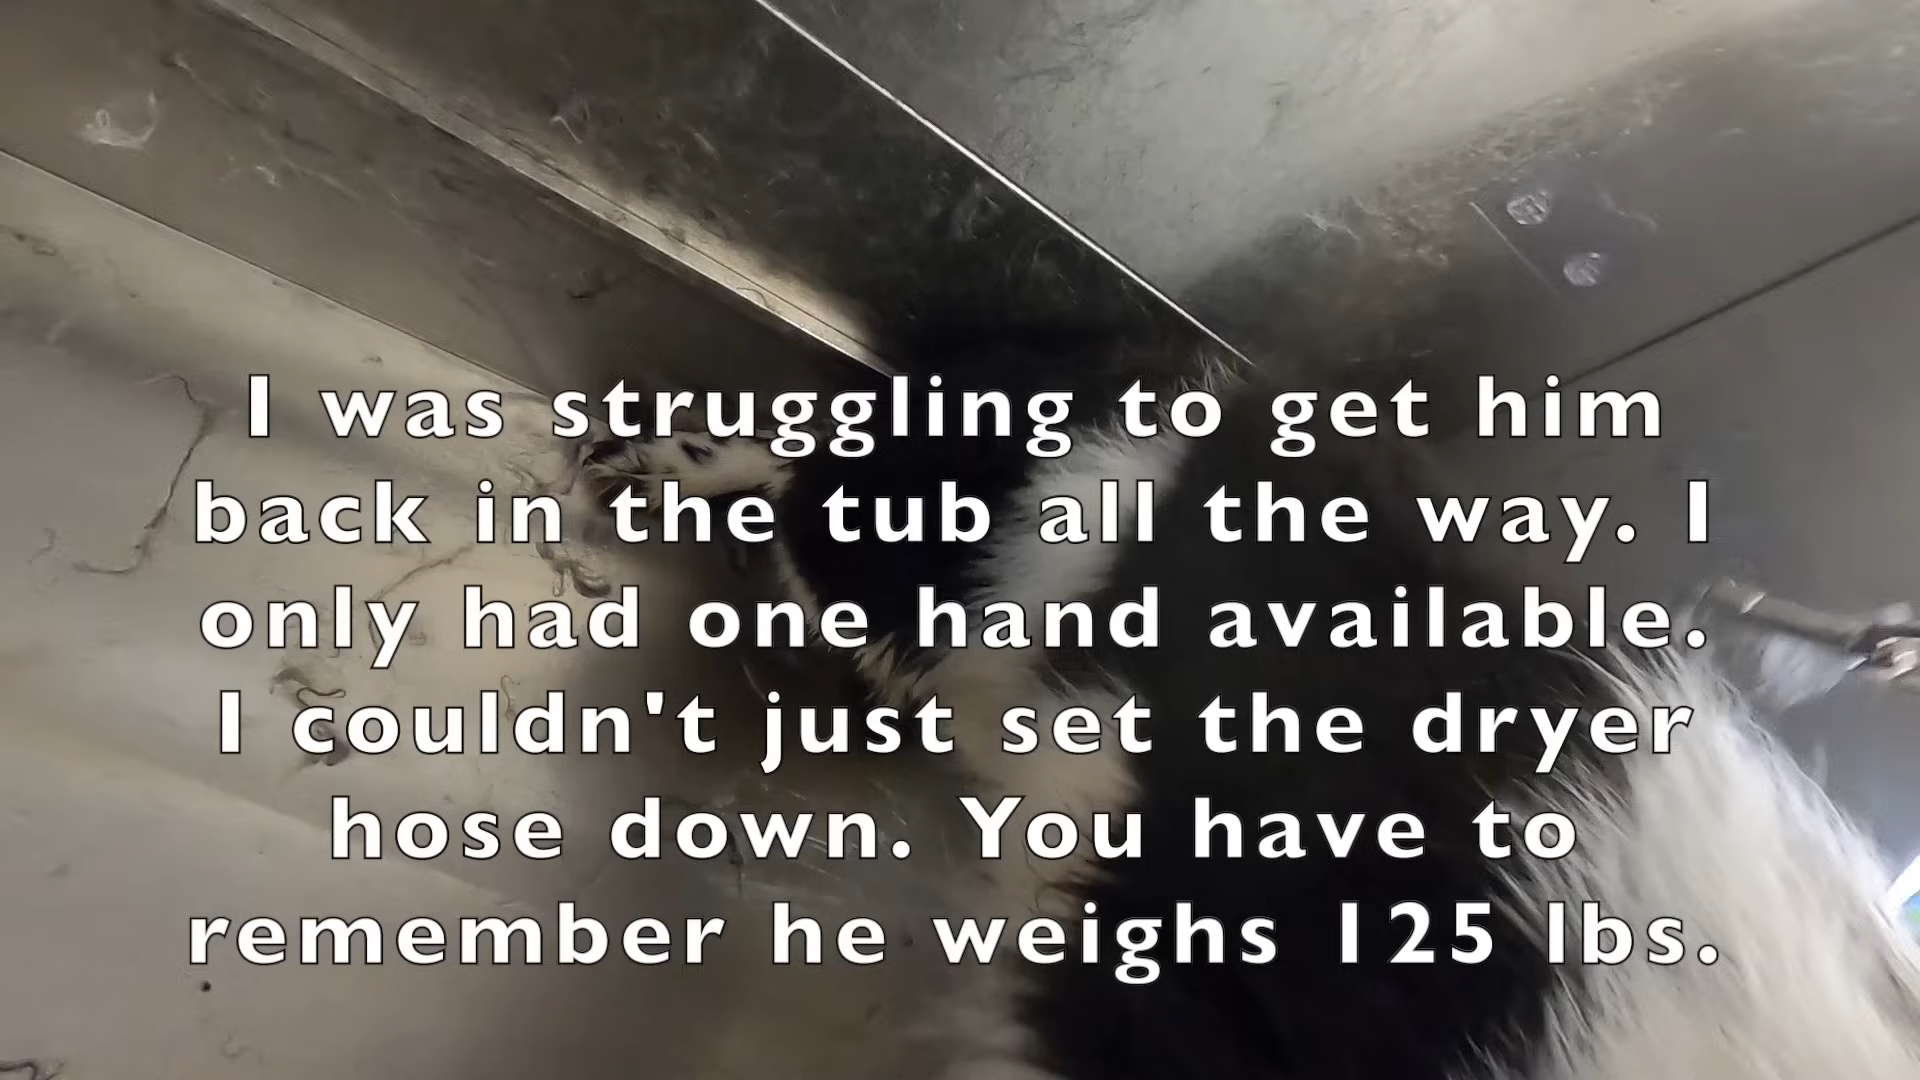 I was struggling to get him
back in the tub all the way. I
only had one hand available.
I couldn't just set the dryer
hose down. You have to
remember he weighs 125 lbs.